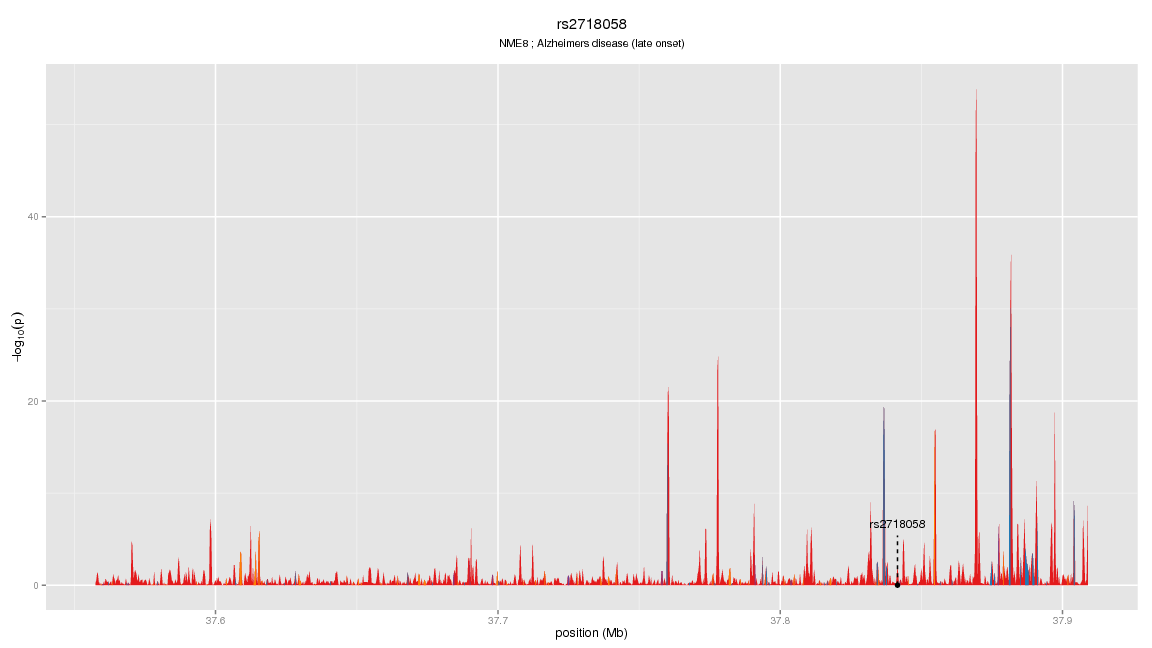 rs2718058
NME8 ; Alzheimers disease (late onset)
40
20
0
−log10(p)
rs2718058
37.6
37.7
37.8
37.9
position (Mb)